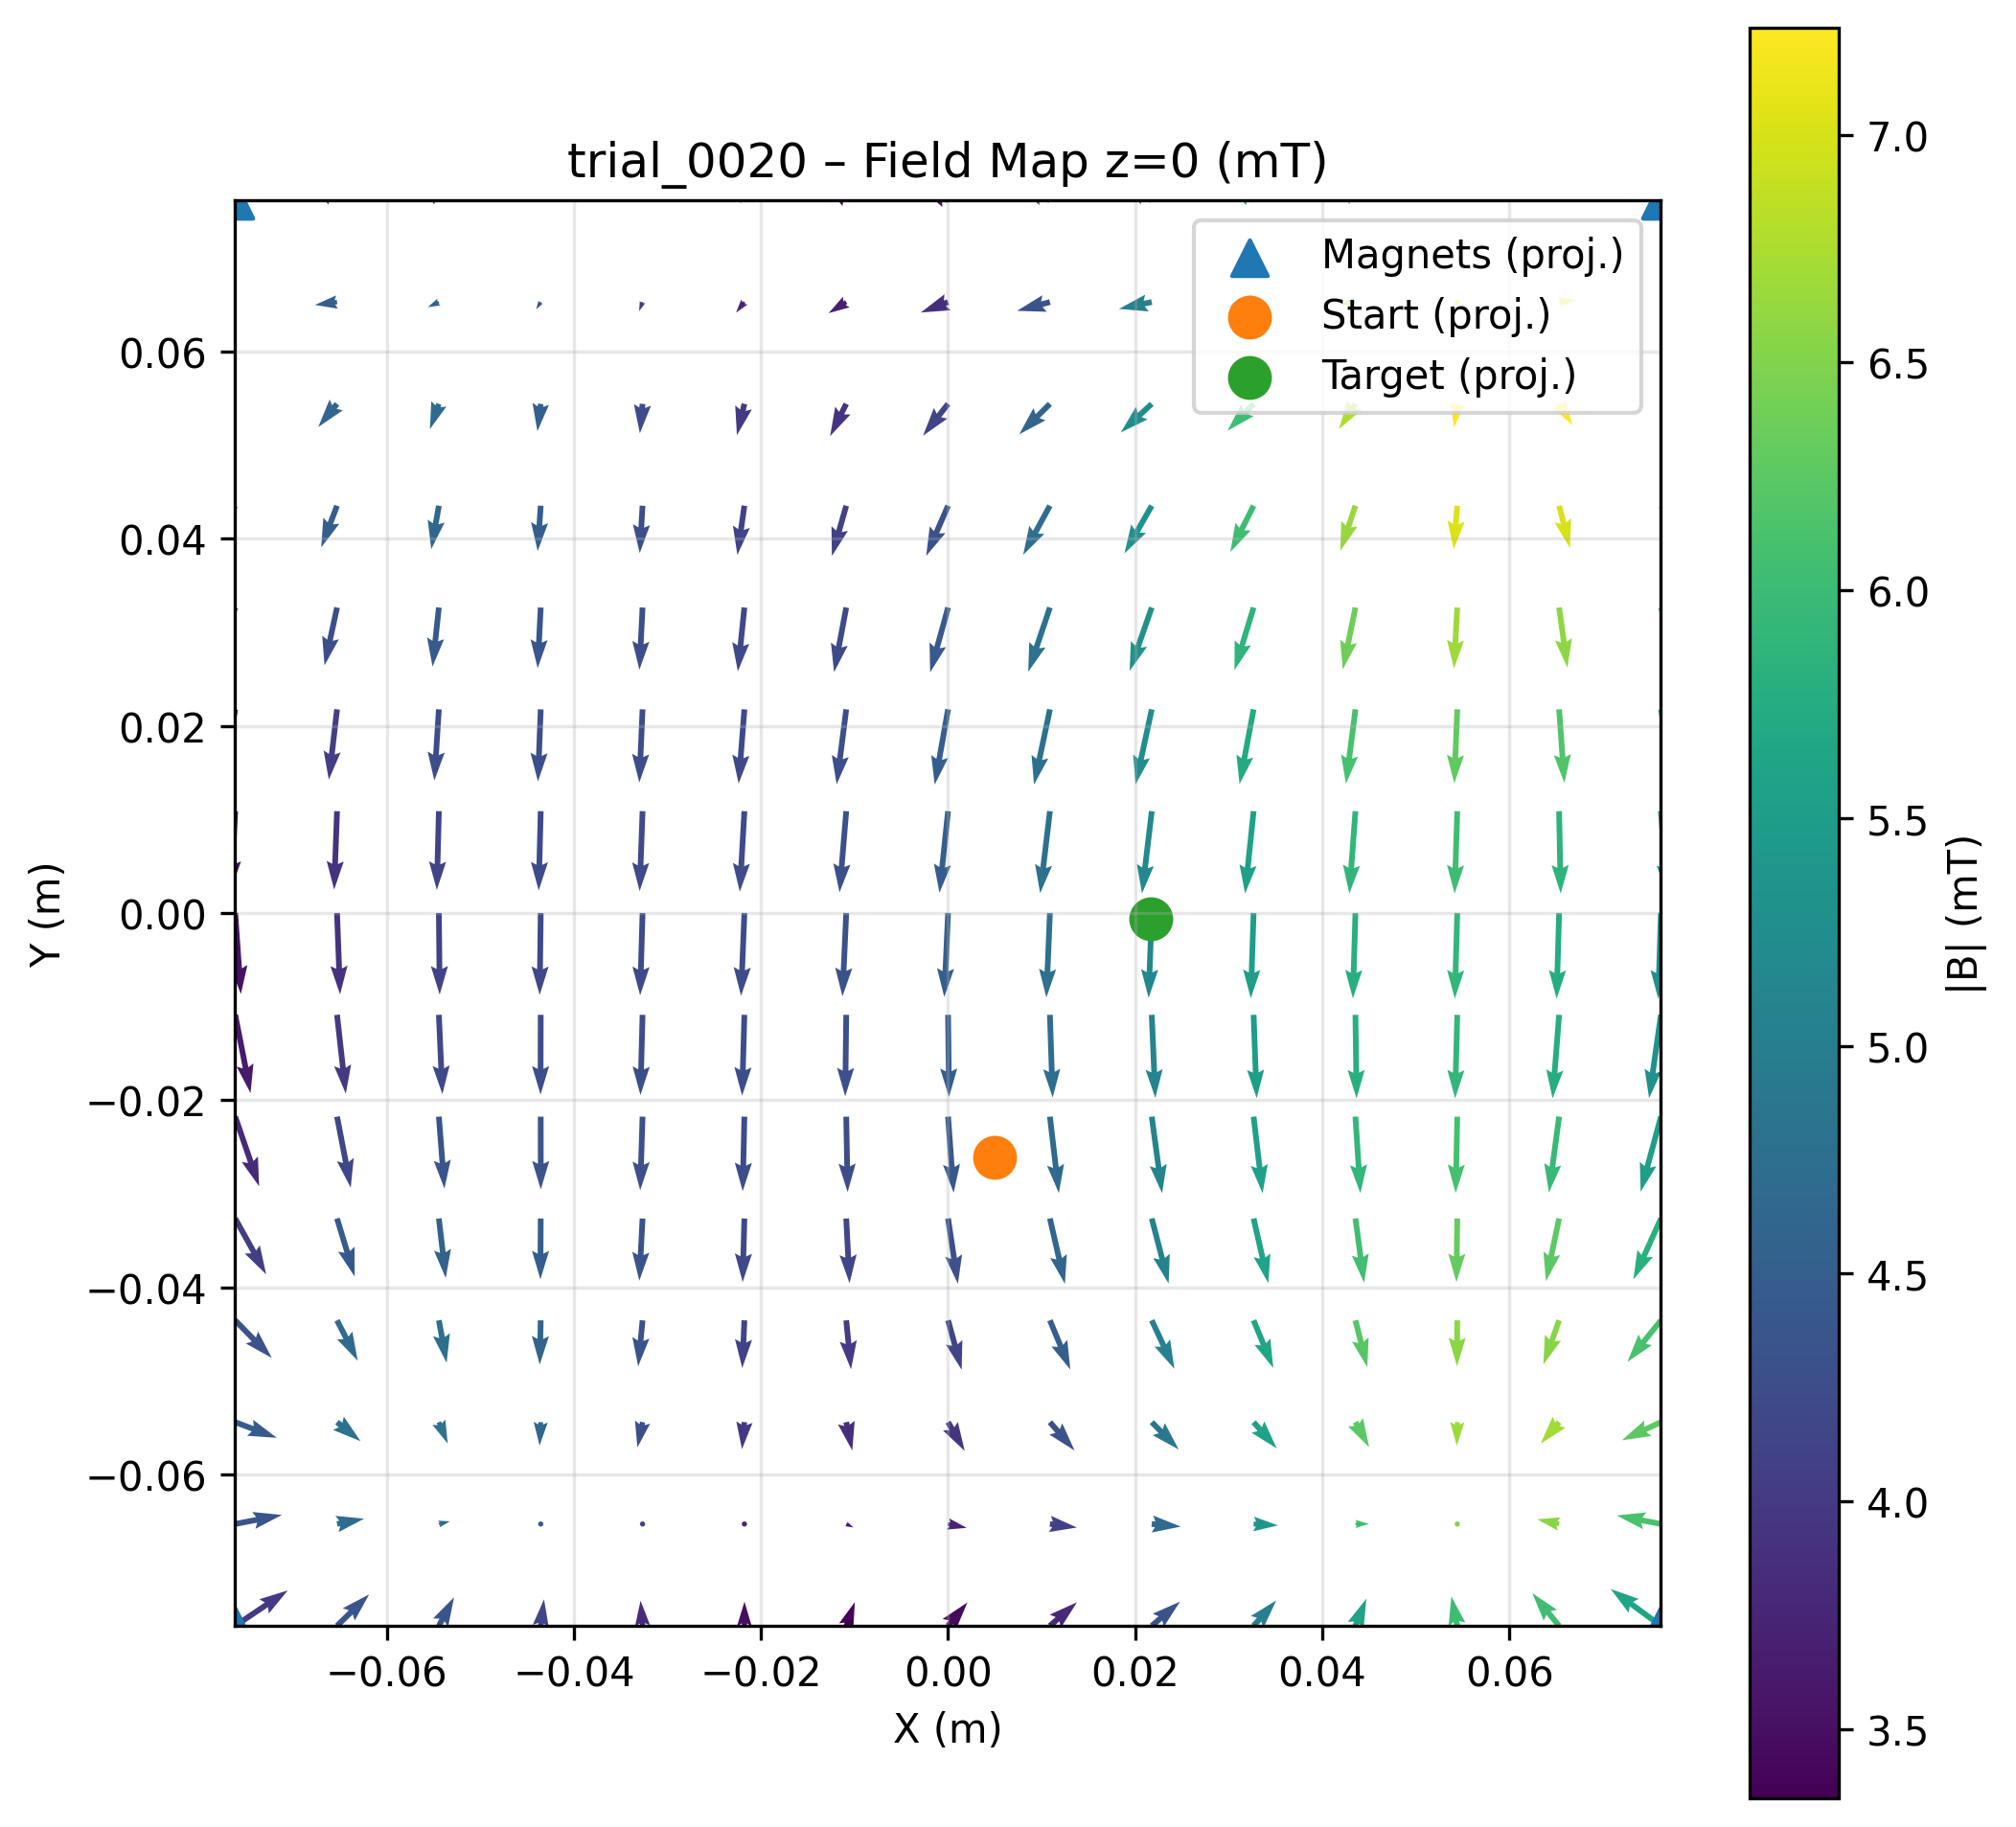 trial_0020 – Field Map z=0 (mT)
Magnets (proj.)
Start (proj.)
Target (proj.)
0.06
0.04
0.02
0.00
−0.02
−0.04
−0.06
Y (m)
−0.06 −0.04 −0.02 0.00 0.02 0.04 0.06
X (m)
7.0
6.5
6.0
5.5
5.0
4.5
4.0
3.5
|B| (mT)